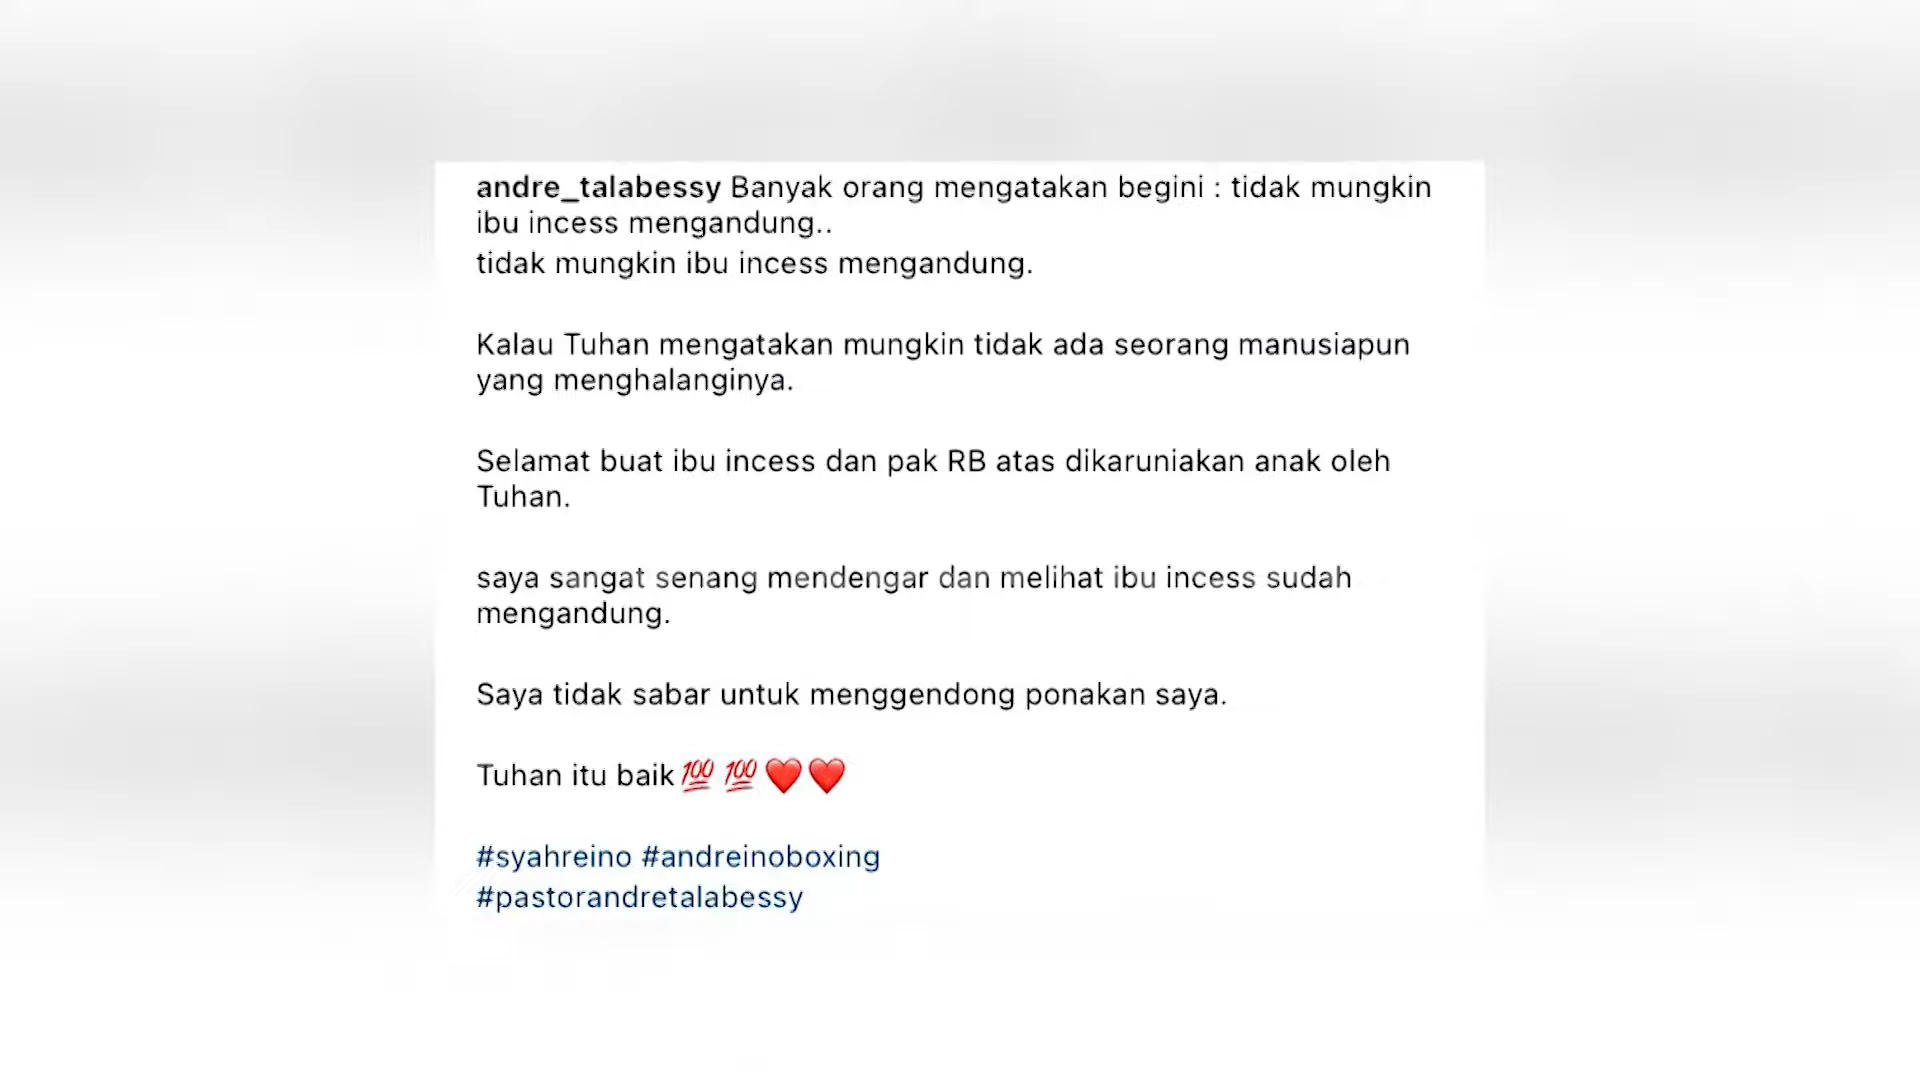 andre_talabessy Banyak orang mengatakan begini : tidak mungkin
ibu incess mengandung..
tidak mungkin ibu incess mengandung.
Kalau Tuhan mengatakan mungkin tidak ada seorang manusiapun
yang menghalanginya.
Selamat buat ibu incess dan pak RB atas dikaruniakan anak oleh
Tuhan.
saya sangat senang mendengar dan melihat ibu incess sudah
mengandung.
Saya tidak sabar untuk menggendong ponakan saya.
Tuhan itu baik💯💯❤️❤️
#syahreino #andreinoboxing
#pastorandretalabessy